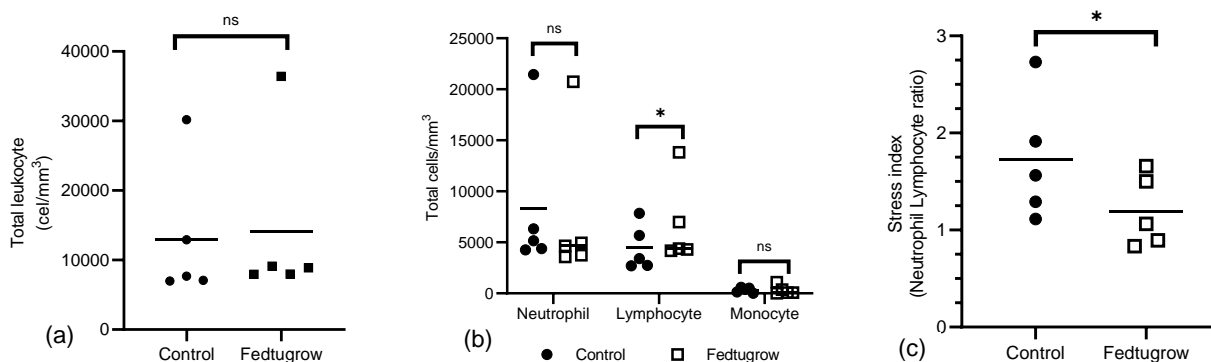 ns
40000
30000
20000
10000
0
Total leukocyte
(cel/mm³)
Control
Fedtugrow
(a)
25000
20000
15000
10000
5000
0
Total cells/mm³
ns
*
ns
Neutrophil
Lymphocyte
Monocyte
(b)
Control
Fedtugrow
*
3
2
1
0
Stress index
(Neutrophil Lymphocyte ratio)
Control
Fedtugrow
(c)